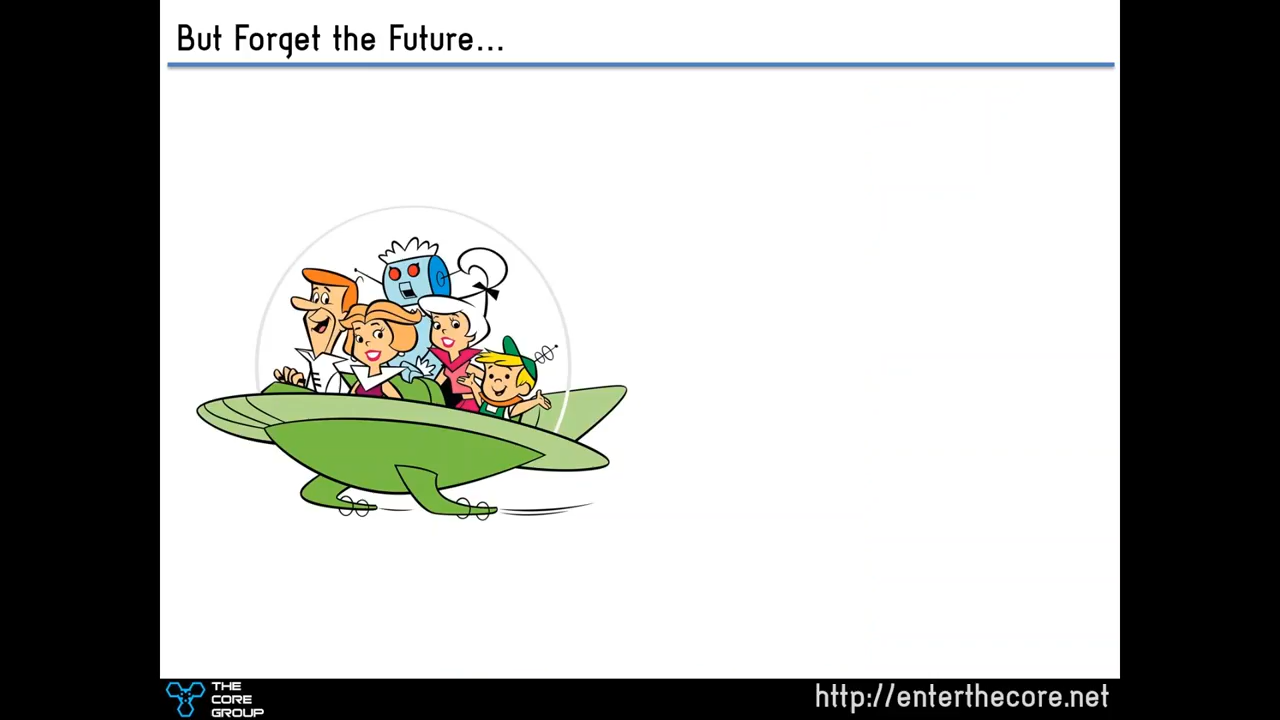 But Forget the Future...
THE
CORE
GROUP
http://enterthecore.net